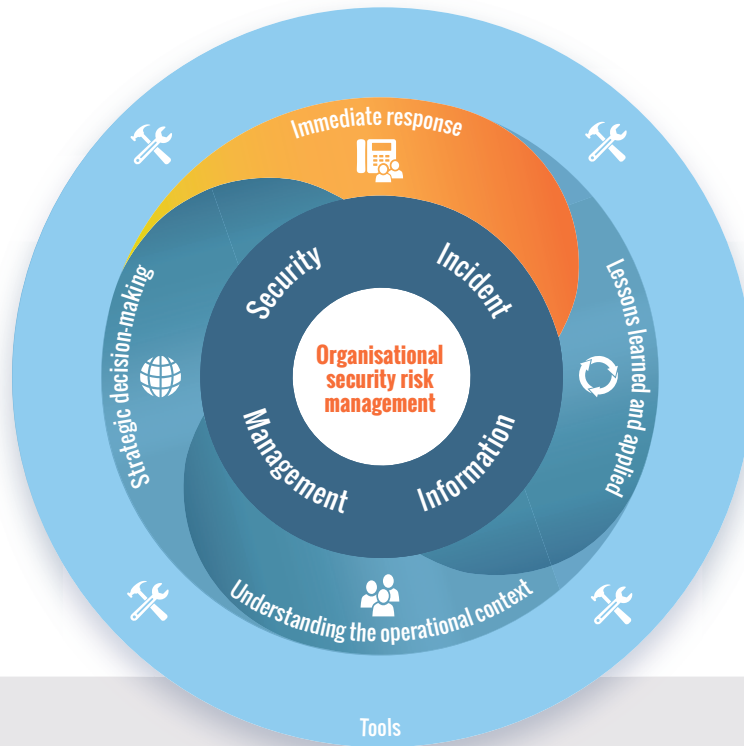 Immediate response
Security
Incident
Information
Management
Organisational
security risk
management
Lessons learned and applied
Understanding the operational context
Strategic decision-making
Tools